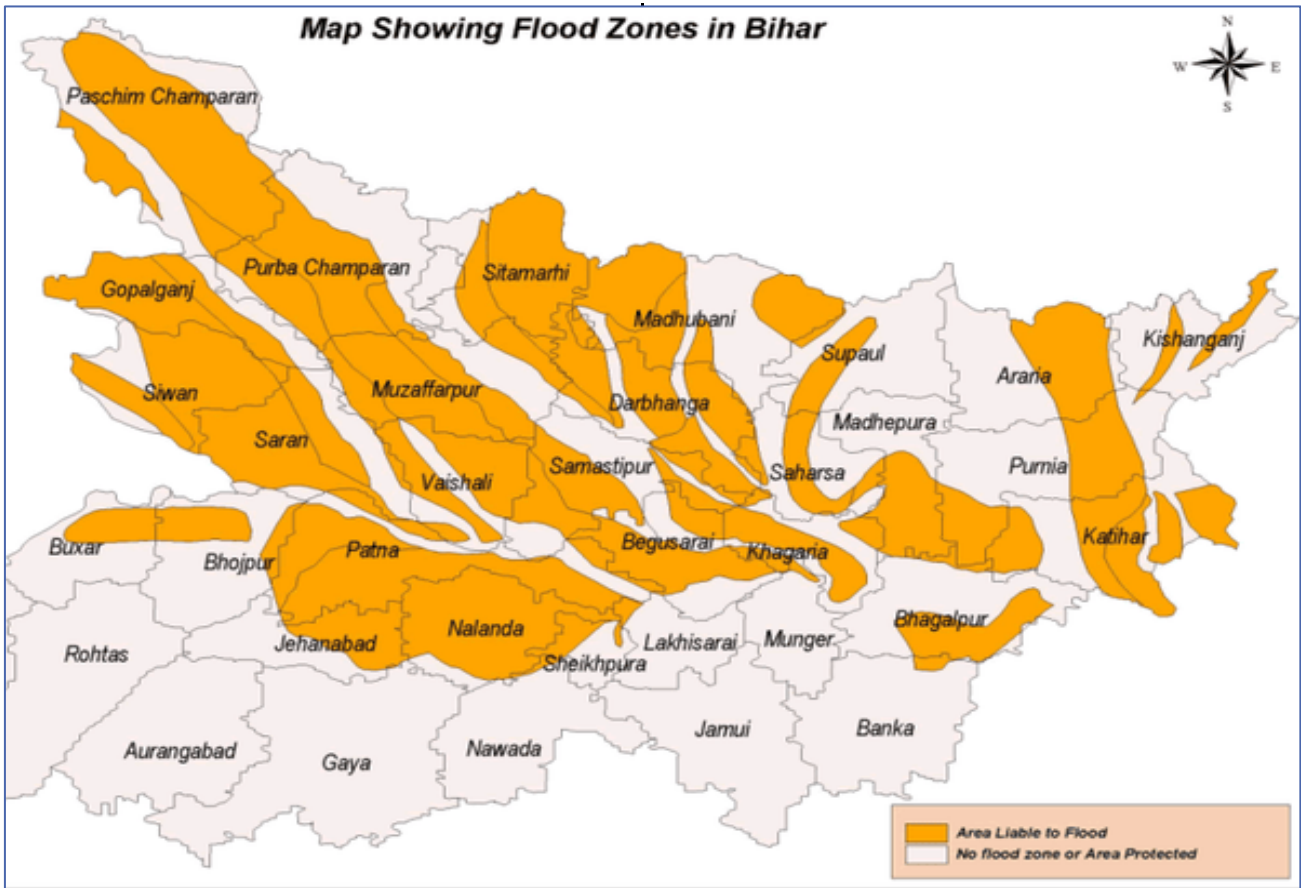 Map Showing Flood Zones in Bihar
N
W E
S
Paschim Champaran
Purba Champaran
Sitamarhi
Gopalganj
Madhubani
Kishanganj
Supaul
Araria
Siwan
Muzaffarpur
Darbhanga
Madhepura
Saran
Samastipur
Purnia
Vaishali
Saharsa
Buxar
Bhojpur
Patna
Begusarai
Khagaria
Katihar
Rohtas
Jehanabad
Nalanda
Sheikhpura
Lakhisarai
Munger
Bhagalpur
Aurangabad
Gaya
Nawada
Jamui
Banka
Area Liable to Flood
No flood zone or Area Protected